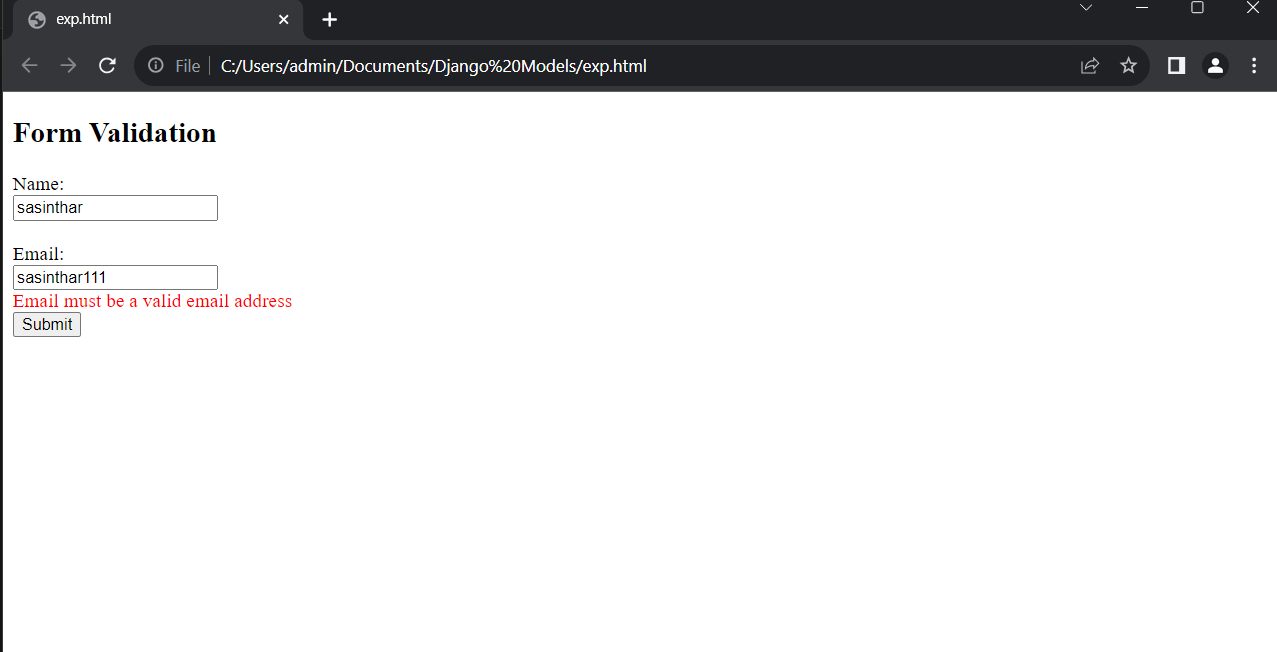 exp.html
File C:/Users/admin/Documents/Django%20Models/exp.html
Form Validation
Name:
sasinthar
Email:
sasinthar111
Email must be a valid email address
Submit